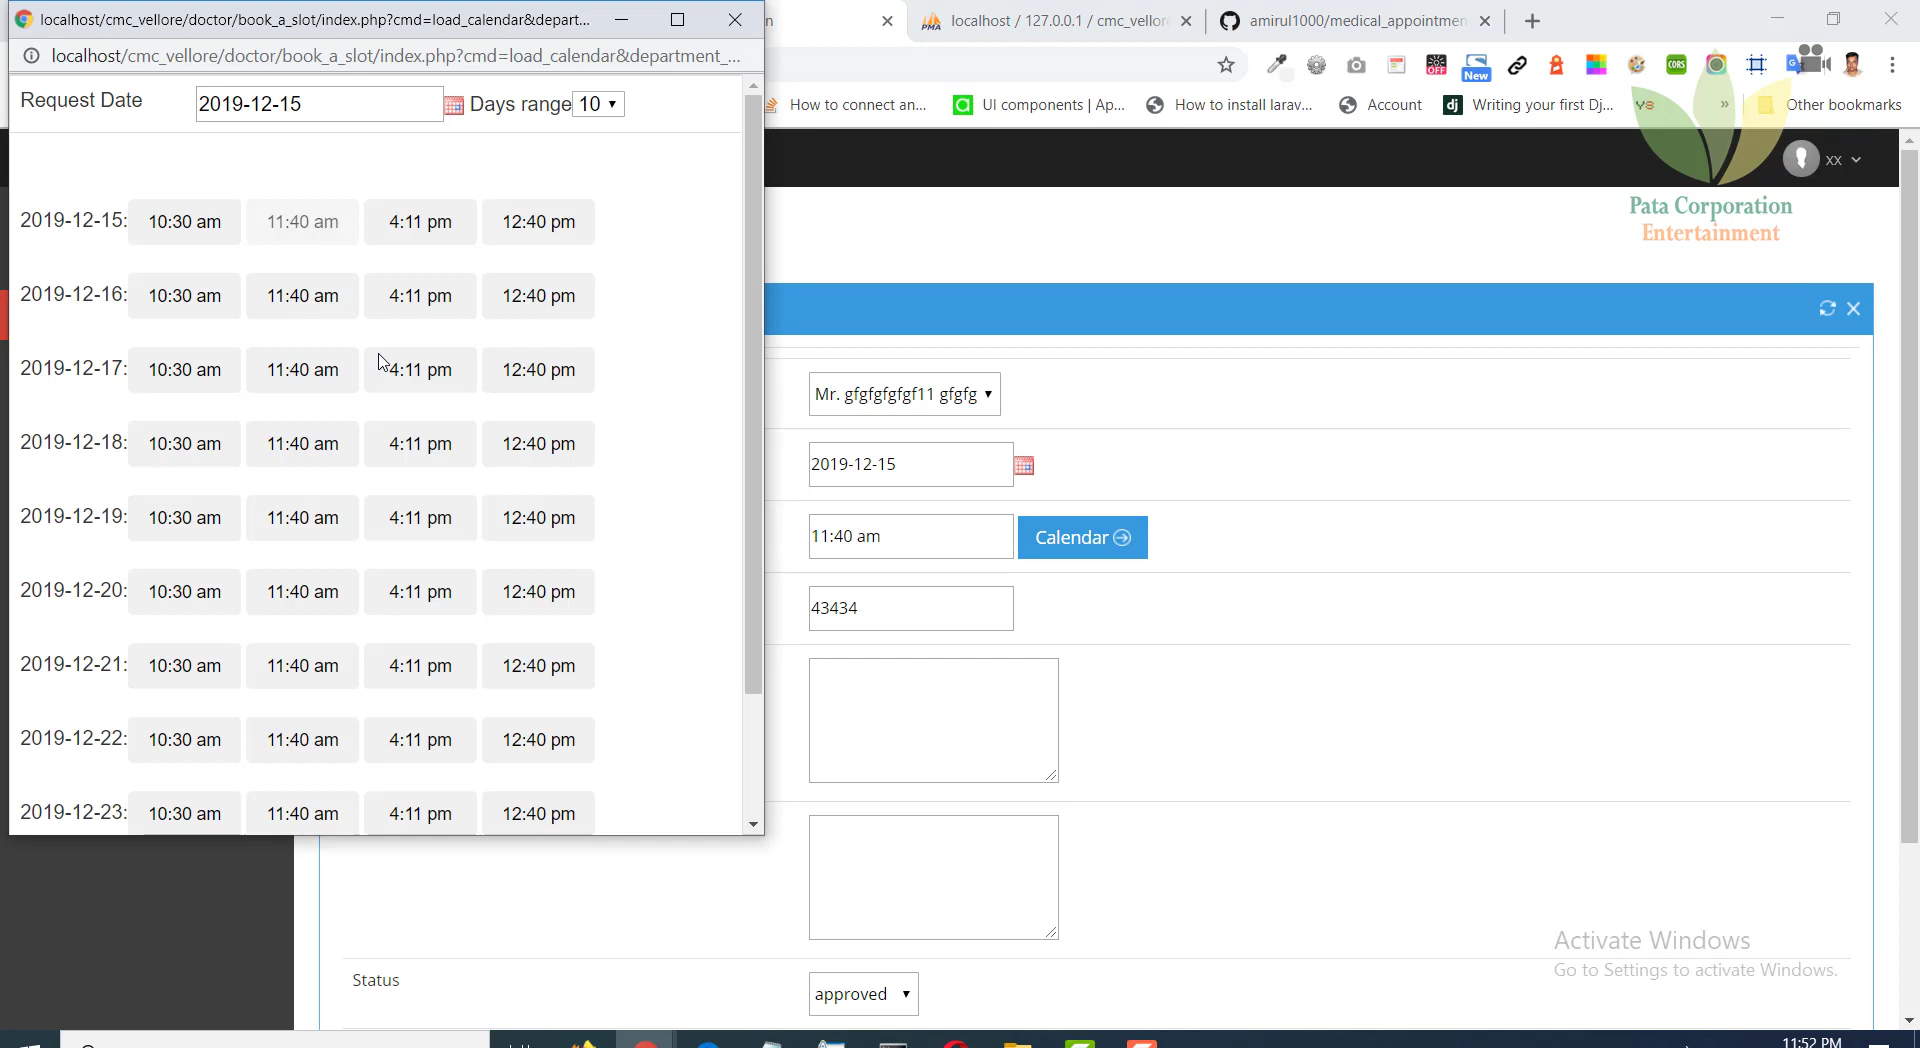 localhost/cmc_vellore/doctor/book_a_slot/index.php?cmd=load_calendar&depart...
localhost/cmc_vellore/doctor/book_a_slot/index.php?cmd=load_calendar&department_...
Request Date 2019-12-15 Days range 10
2019-12-15: 10:30 am 11:40 am 4:11 pm 12:40 pm
2019-12-16: 10:30 am 11:40 am 4:11 pm 12:40 pm
2019-12-17: 10:30 am 11:40 am 4:11 pm 12:40 pm
2019-12-18: 10:30 am 11:40 am 4:11 pm 12:40 pm
2019-12-19: 10:30 am 11:40 am 4:11 pm 12:40 pm
2019-12-20: 10:30 am 11:40 am 4:11 pm 12:40 pm
2019-12-21: 10:30 am 11:40 am 4:11 pm 12:40 pm
2019-12-22: 10:30 am 11:40 am 4:11 pm 12:40 pm
2019-12-23: 10:30 am 11:40 am 4:11 pm 12:40 pm
n
PMA localhost / 127.0.0.1 / cmc_vellor
amirul1000/medical_appointmen
OFF New CORS
How to connect an... UI components | Ap... How to install larav... Account dj Writing your first Dj... Y8 » Other bookmarks
xx
Pata Corporation
Entertainment
Mr. gfgfgfgfgf11 gfgfg
2019-12-15
11:40 am Calendar
43434
Status approved
Activate Windows
Go to Settings to activate Windows.
11:52 PM